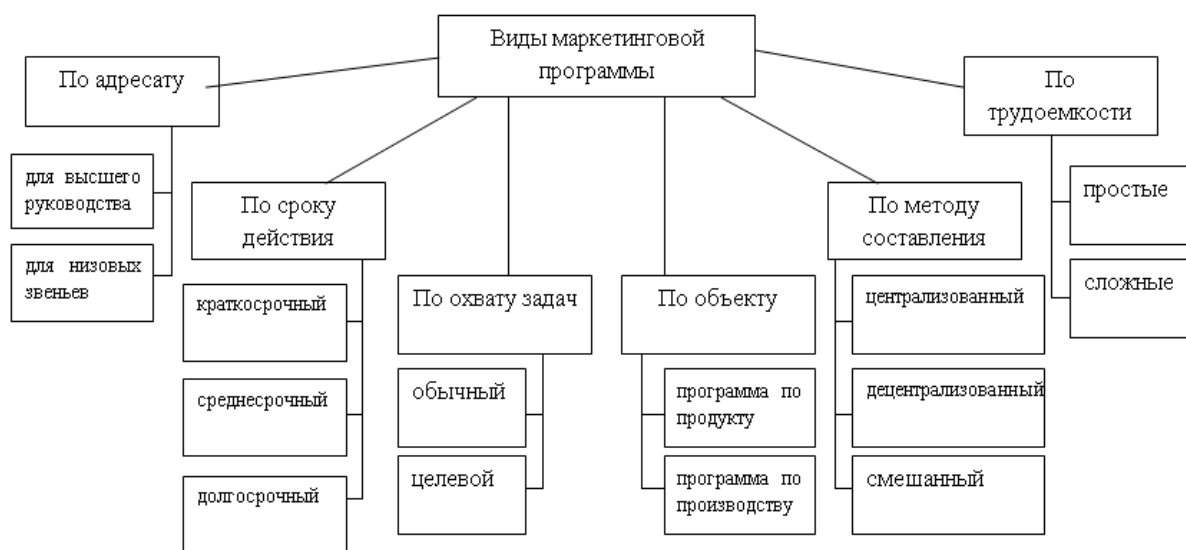 Виды маркетинговой
программы
По адресату
для высшего
руководства
для низовых
звеньев
По сроку
действия
краткосрочный
среднесрочный
долгосрочный
По охвату задач
обычный
целевой
По объекту
программа по
продукту
программа по
производству
По методу
составления
централизованный
децентрализованный
смешанный
По
трудоемкости
простые
сложные